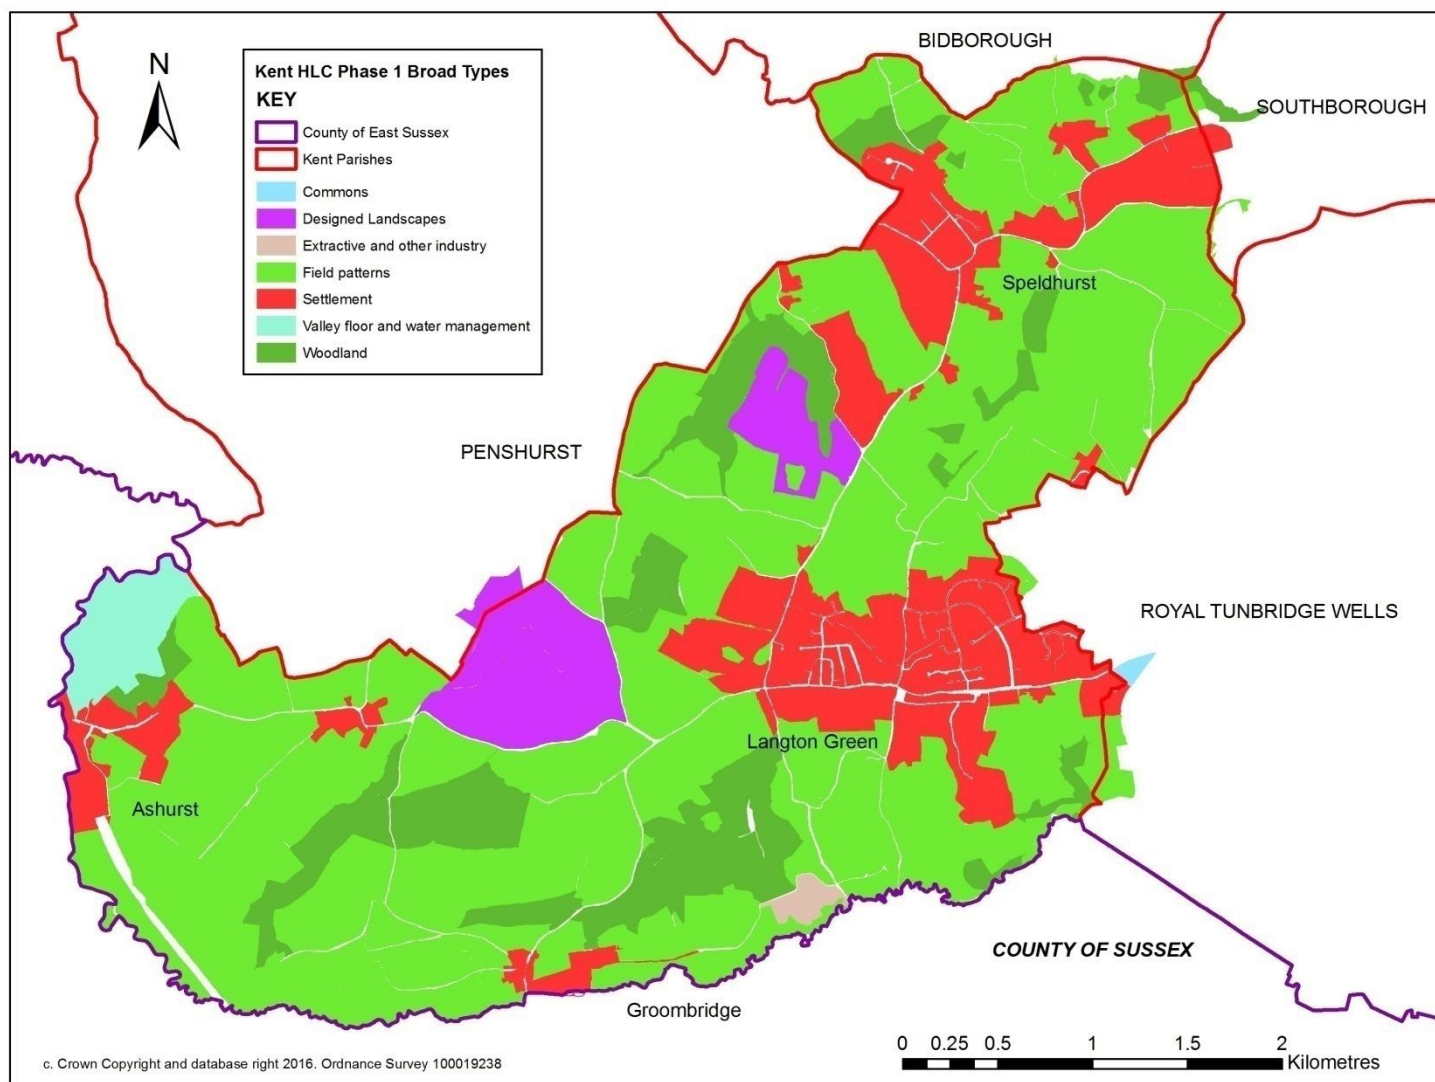 BIDBOROUGH
N
Kent HLC Phase 1 Broad Types
KEY
County of East Sussex
Kent Parishes
Commons
Designed Landscapes
Extractive and other industry
Field patterns
Settlement
Valley floor and water management
Woodland
SOUTHBOROUGH
Speldhurst
PENSHURST
ROYAL TUNBRIDGE WELLS
Langton Green
Ashurst
COUNTY OF SUSSEX
Groombridge
0 0.25 0.5 1 1.5 2
Kilometres
c. Crown Copyright and database right 2016. Ordnance Survey 100019238